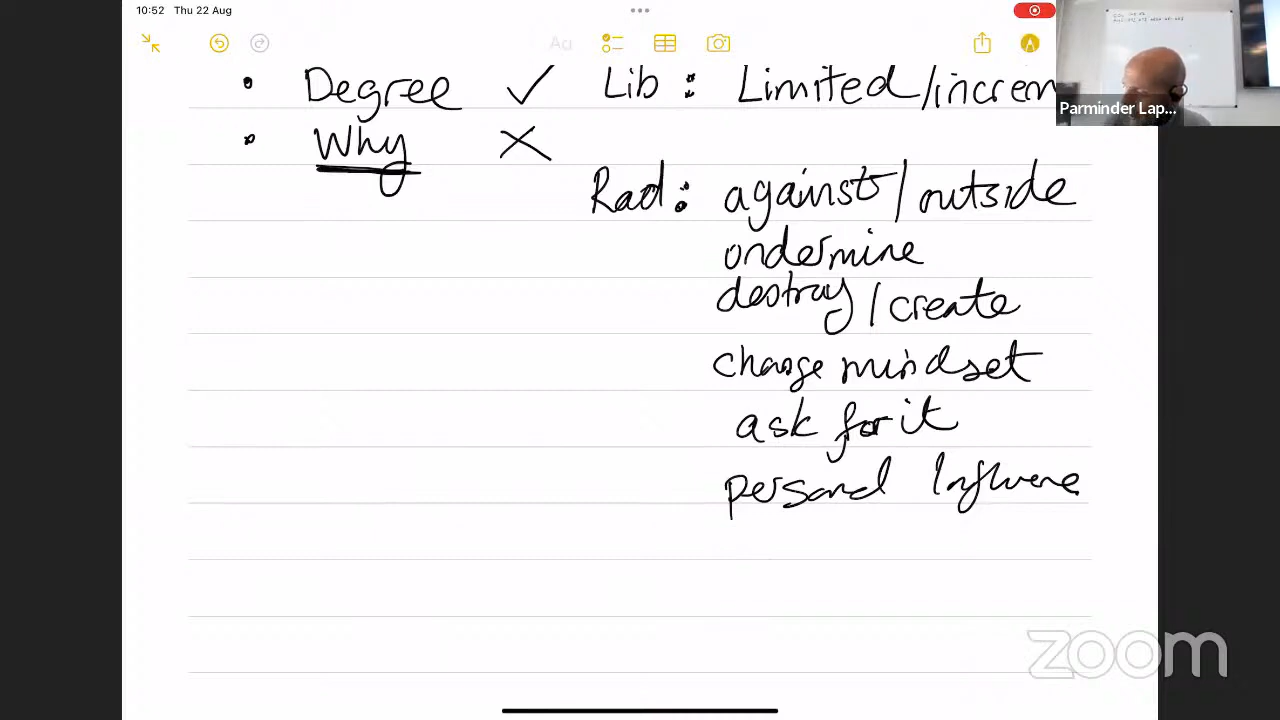 10:52 Thu 22 Aug
Aa
• Degree ✓ Lib : Limited/increm
Parminder Lap...
• Why X
Rad : against/outside
undermine
destroy/create
change mindset
ask for it
personal Influence
zoom